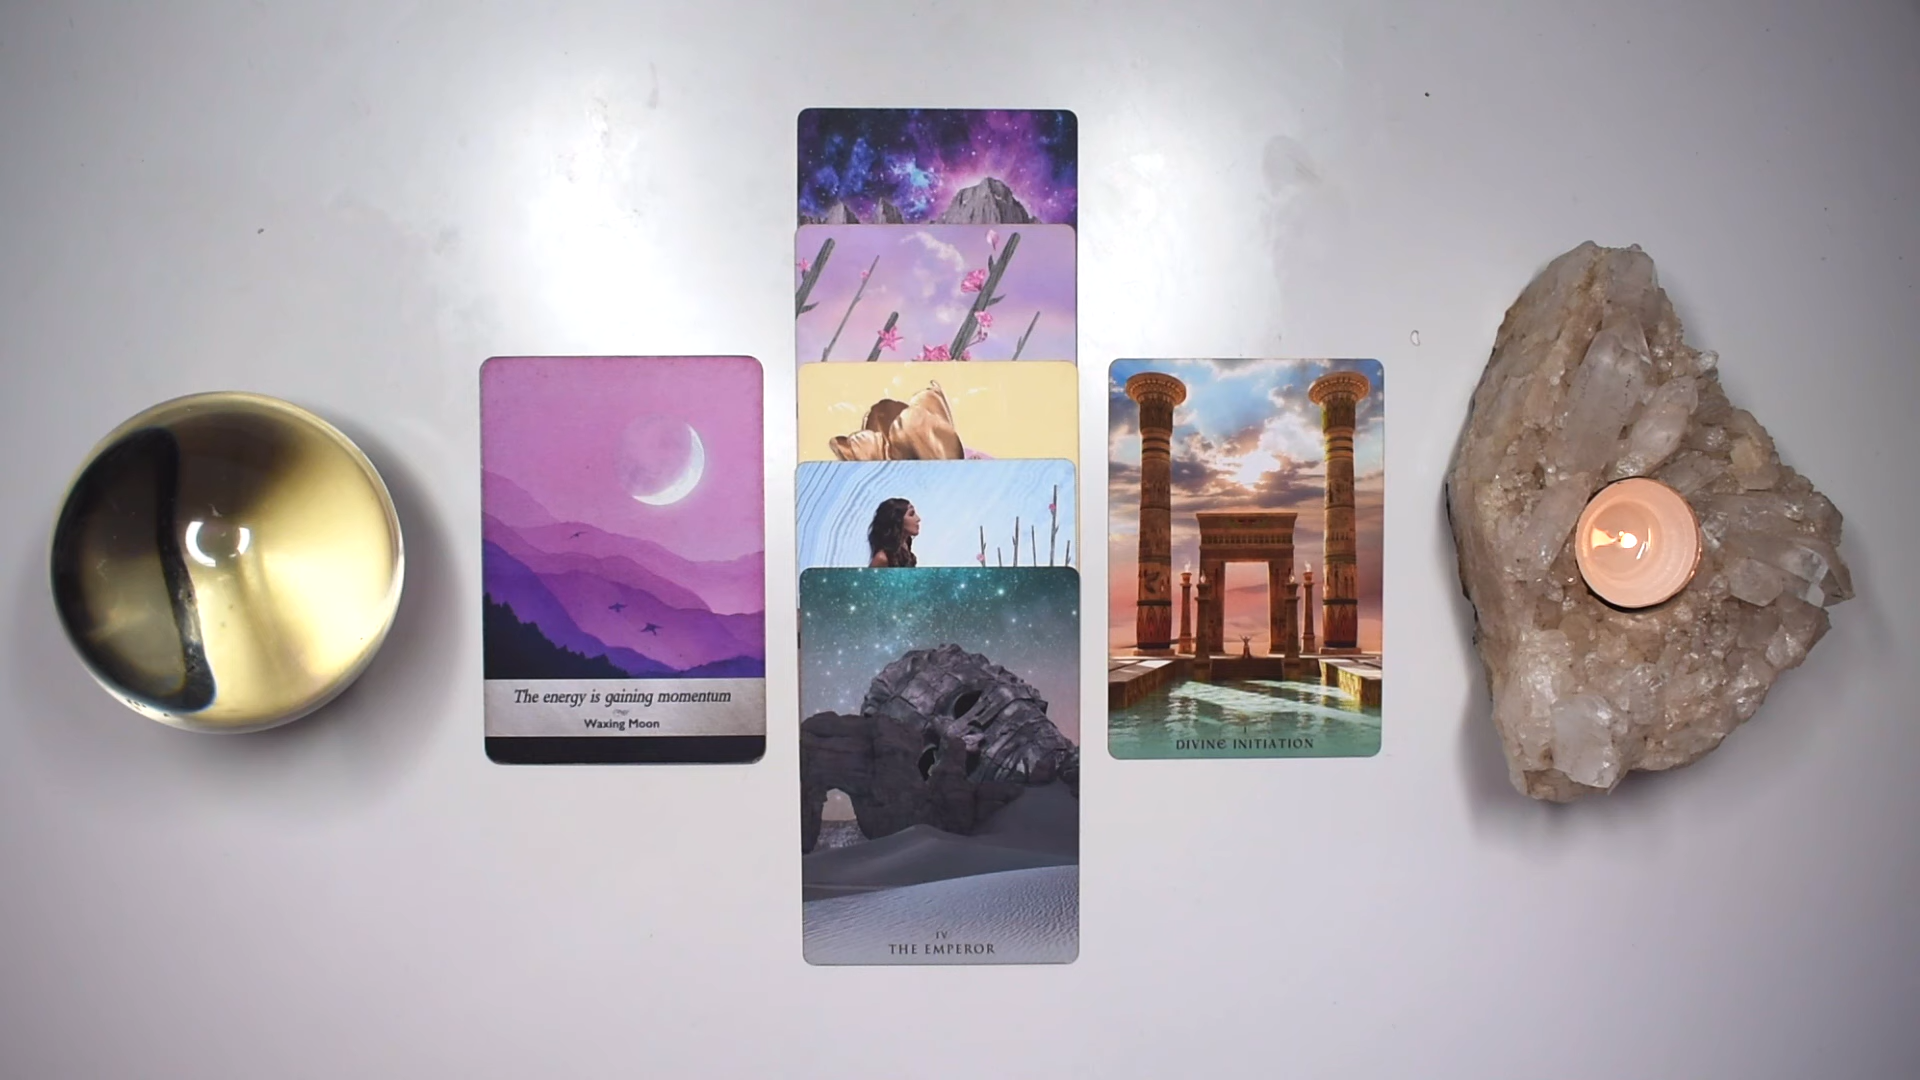 The energy is gaining momentum
Waxing Moon
IV
THE EMPEROR
I
DIVINE INITIATION